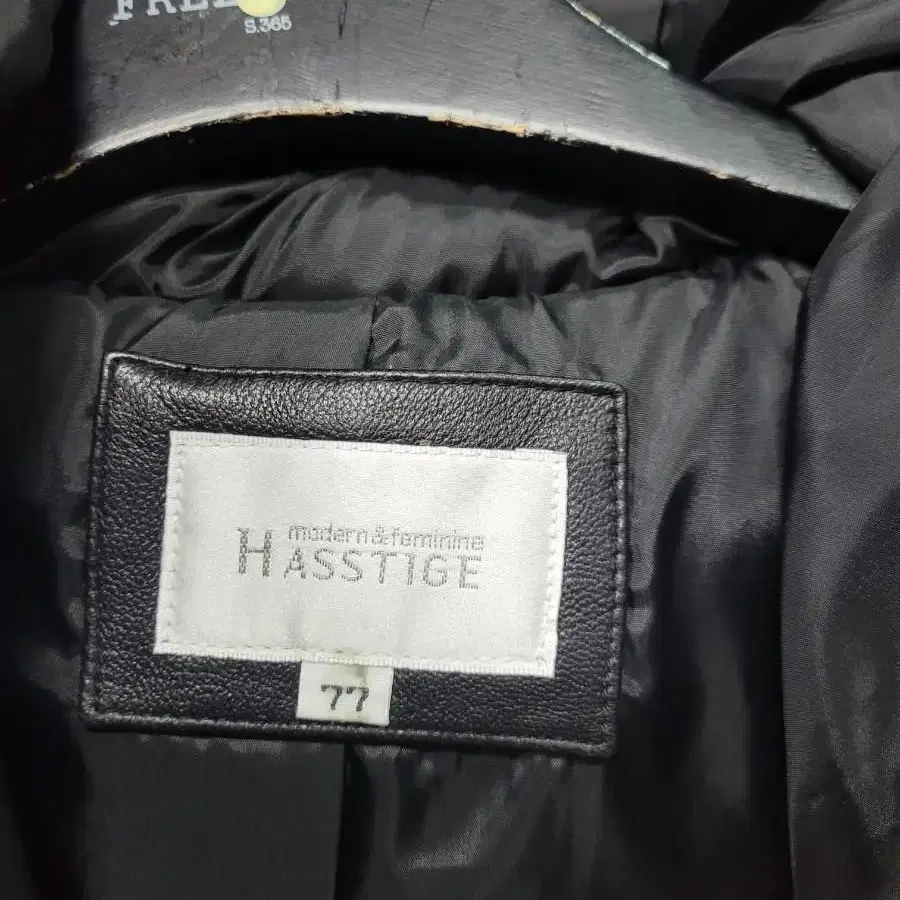 S.365
modern&feminine
HASSTIGE
77